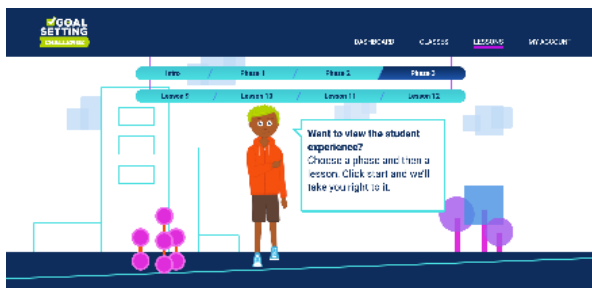 GOAL
SETTING
CHALLENGE
DASHBOARD CLASSES LESSONS MY ACCOUNT
Intro / Phase 1 / Phase 2 Phase 3
Lesson 9 / Lesson 10 / Lesson 11 / Lesson 12
Want to view the student
experience?
Choose a phase and then a
lesson. Click start and we'll
take you right to it.